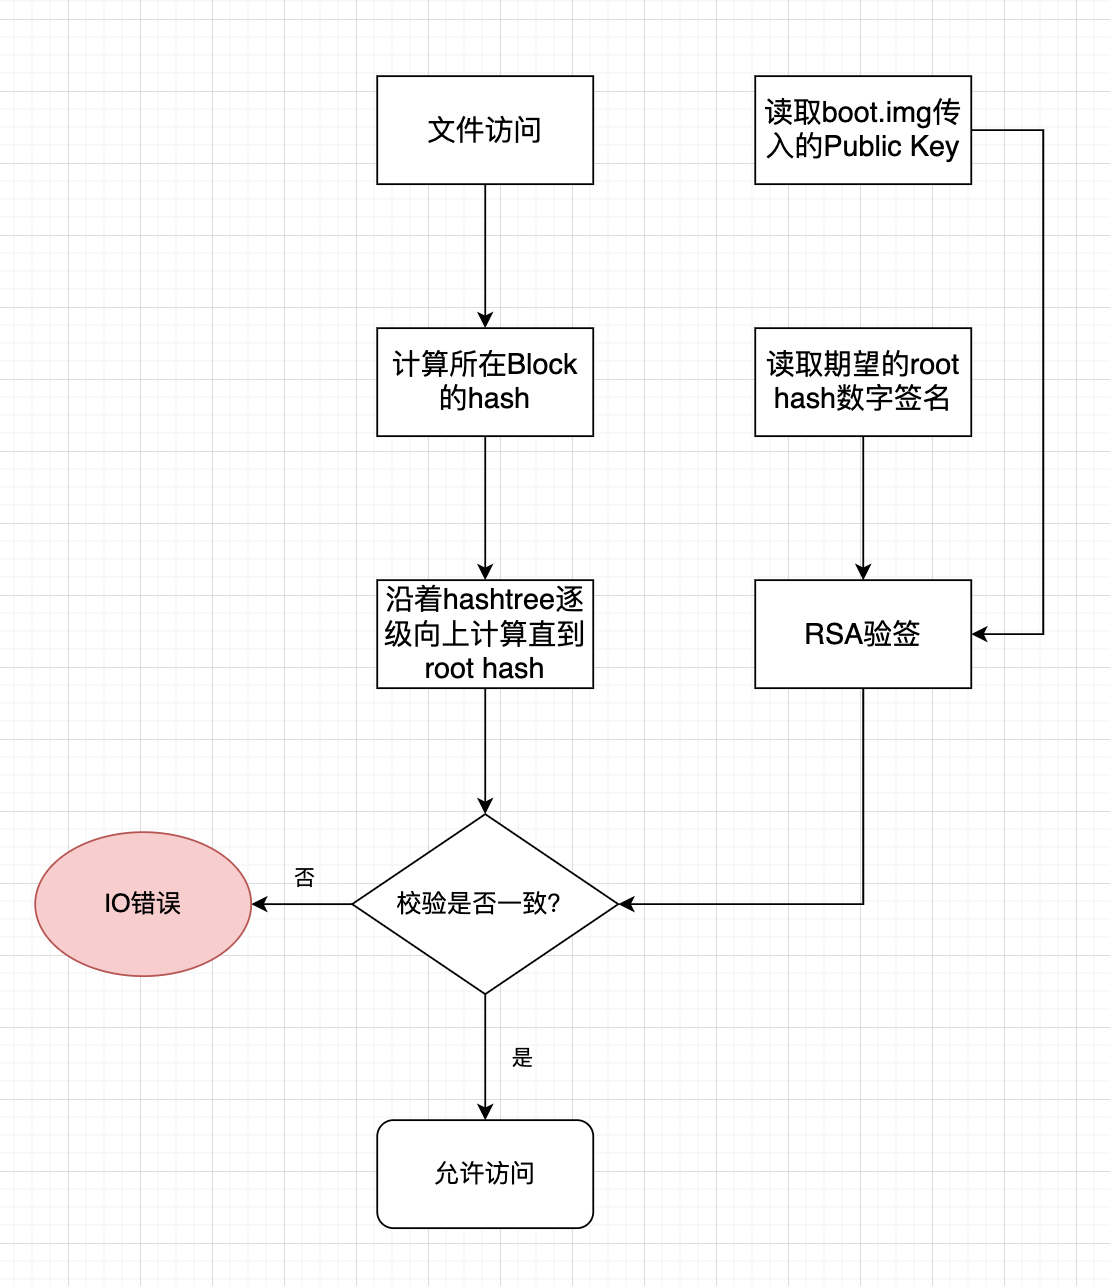 文件访问
读取boot.img传
入的Public Key
计算所在Block
的hash
读取期望的root
hash数字签名
沿着hashtree逐
级向上计算直到
root hash
RSA验签
否
IO错误
校验是否一致?
是
允许访问